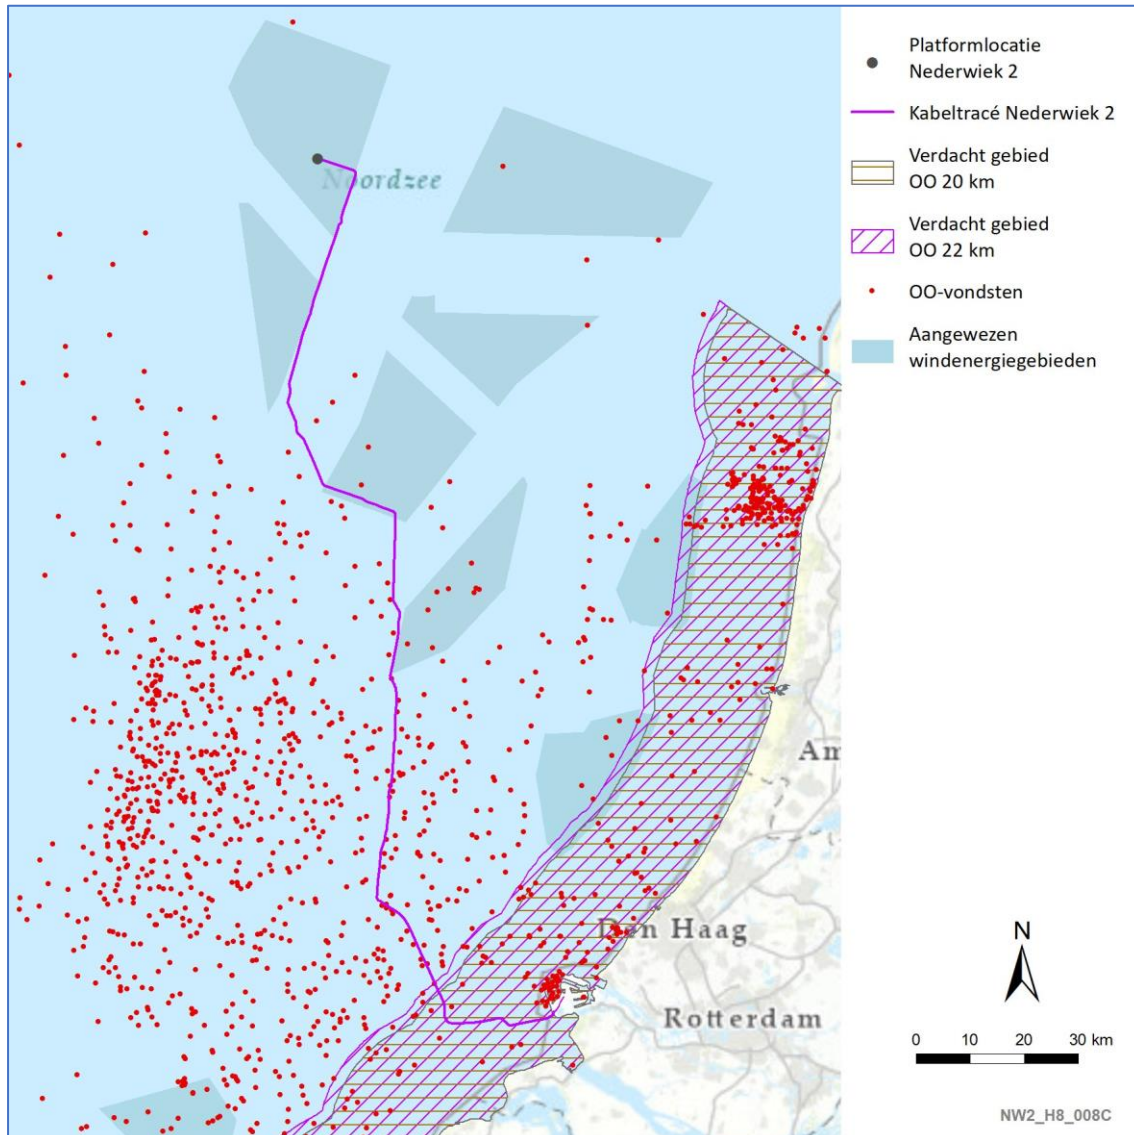 Platformlocatie
Nederwiek 2
Kabeltracé Nederwiek 2
Verdacht gebied
OO 20 km
Verdacht gebied
OO 22 km
OO-vondsten
Aangewezen
windenergiegebieden
Noordzee
Am
Den Haag
Rotterdam
N
0 10 20 30 km
NW2_H8_008C